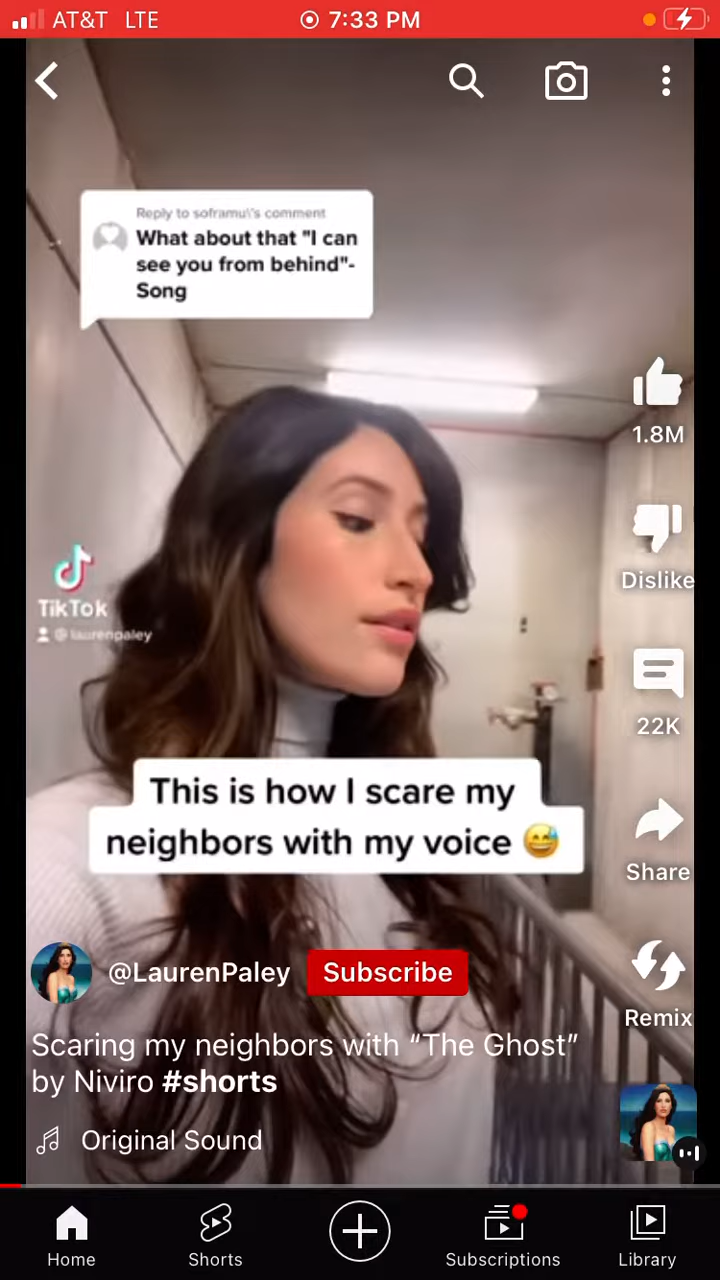 AT&T LTE 7:33 PM
Reply to soframu\'s comment
What about that "I can
see you from behind"-
Song
1.8M
Dislike
TikTok
@laurenpaley
22K
This is how I scare my
neighbors with my voice 😅
Share
@LaurenPaley Subscribe
Remix
Scaring my neighbors with “The Ghost”
by Niviro #shorts
Original Sound
Home Shorts Subscriptions Library